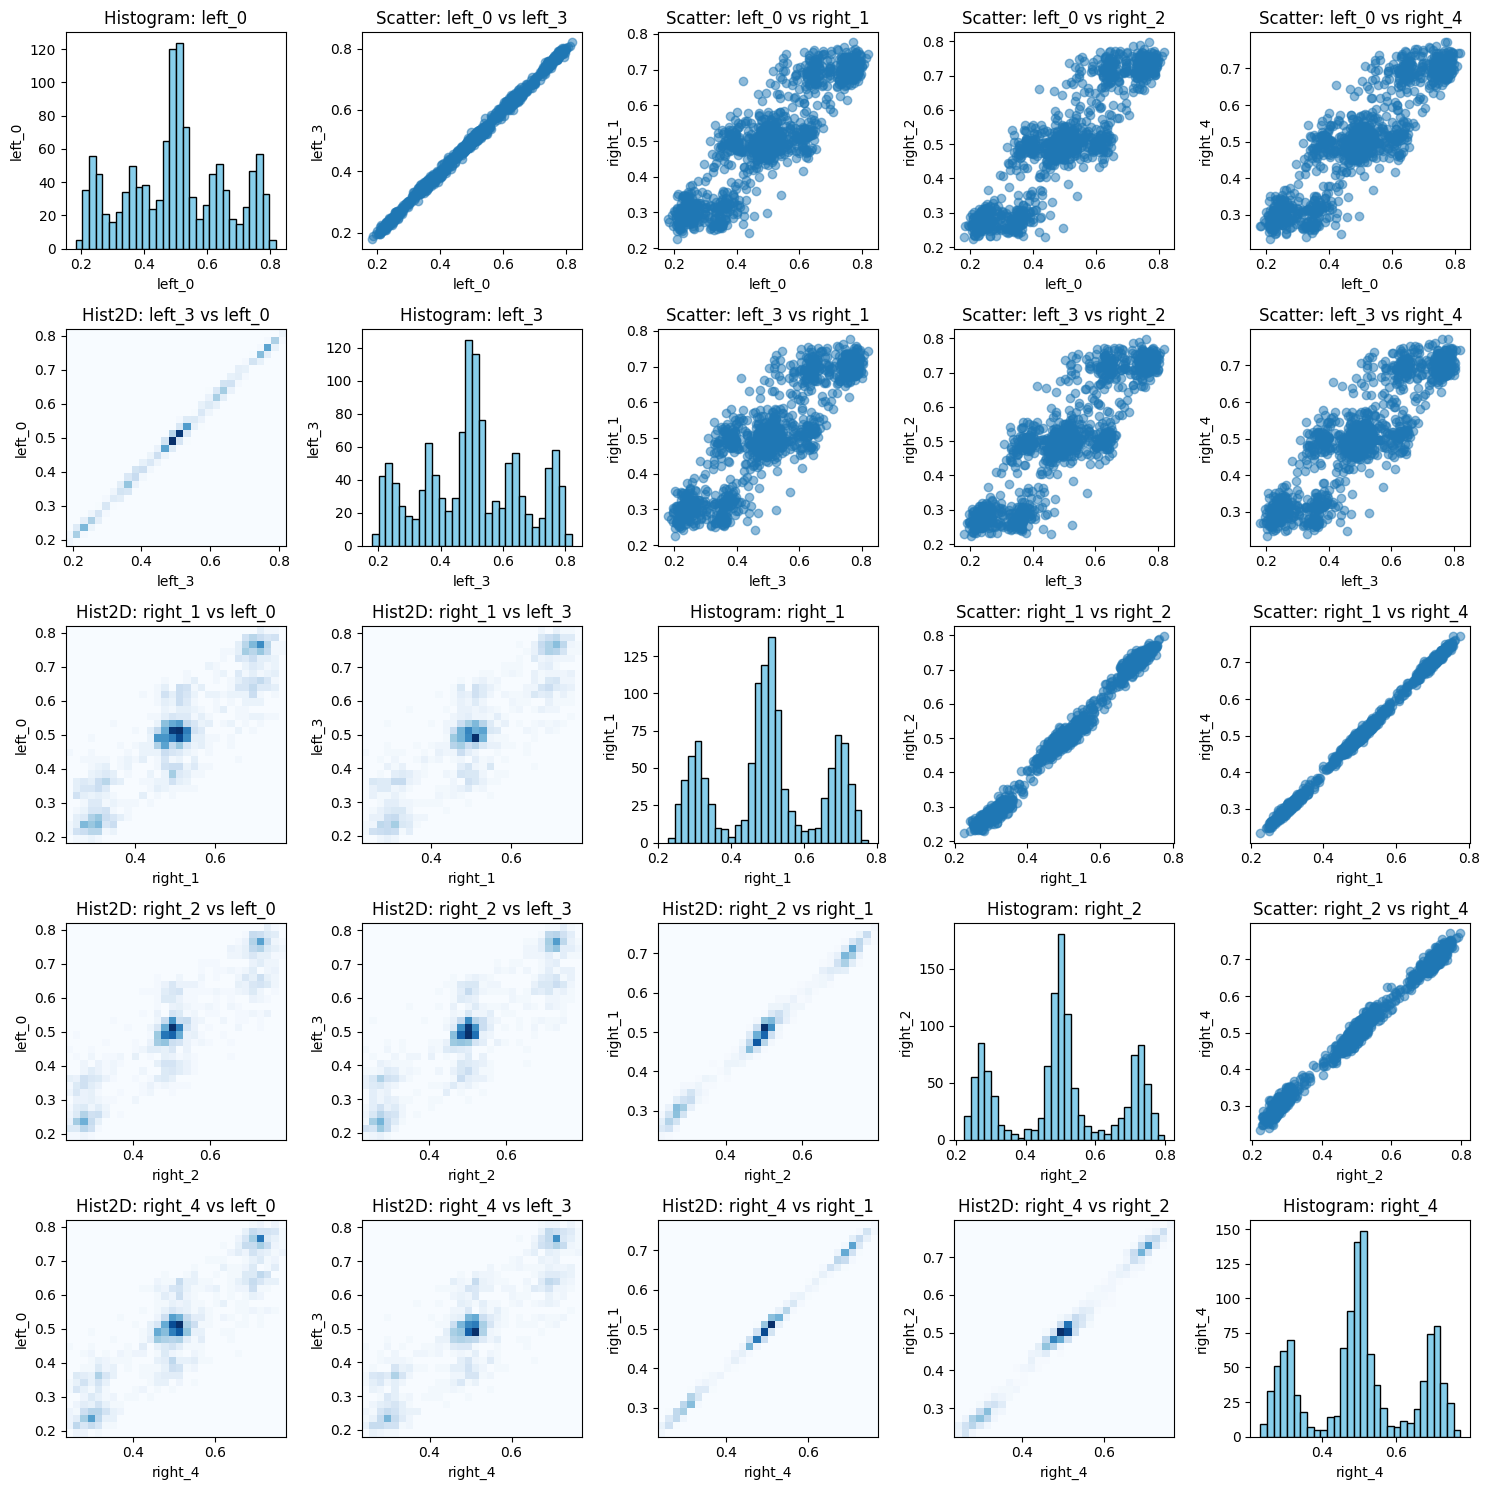 Histogram: left_0
Scatter: left_0 vs left_3
Scatter: left_0 vs right_1
Scatter: left_0 vs right_2
Scatter: left_0 vs right_4
left_0
120
100
80
60
40
20
0
0.2 0.4 0.6 0.8
left_0
left_3
0.8
0.6
0.4
0.2
0.2 0.4 0.6 0.8
left_0
right_1
0.8
0.7
0.6
0.5
0.4
0.3
0.2
0.2 0.4 0.6 0.8
left_0
right_2
0.8
0.7
0.6
0.5
0.4
0.3
0.2
0.2 0.4 0.6 0.8
left_0
right_4
0.7
0.6
0.5
0.4
0.3
0.2 0.4 0.6 0.8
left_0
Hist2D: left_3 vs left_0
Histogram: left_3
Scatter: left_3 vs right_1
Scatter: left_3 vs right_2
Scatter: left_3 vs right_4
left_0
0.8
0.7
0.6
0.5
0.4
0.3
0.2
0.2 0.4 0.6 0.8
left_3
left_3
120
100
80
60
40
20
0
0.2 0.4 0.6 0.8
left_3
right_1
0.8
0.7
0.6
0.5
0.4
0.3
0.2
0.2 0.4 0.6 0.8
left_3
right_2
0.8
0.7
0.6
0.5
0.4
0.3
0.2
0.2 0.4 0.6 0.8
left_3
right_4
0.7
0.6
0.5
0.4
0.3
0.2 0.4 0.6 0.8
left_3
Hist2D: right_1 vs left_0
Hist2D: right_1 vs left_3
Histogram: right_1
Scatter: right_1 vs right_2
Scatter: right_1 vs right_4
left_0
0.8
0.7
0.6
0.5
0.4
0.3
0.2
0.4 0.6
right_1
left_3
0.8
0.7
0.6
0.5
0.4
0.3
0.2
0.4 0.6
right_1
right_1
125
100
75
50
25
0
0.2 0.4 0.6 0.8
right_1
right_2
0.8
0.7
0.6
0.5
0.4
0.3
0.2
0.2 0.4 0.6 0.8
right_1
right_4
0.7
0.6
0.5
0.4
0.3
0.2 0.4 0.6 0.8
right_1
Hist2D: right_2 vs left_0
Hist2D: right_2 vs left_3
Hist2D: right_2 vs right_1
Histogram: right_2
Scatter: right_2 vs right_4
left_0
0.8
0.7
0.6
0.5
0.4
0.3
0.2
0.4 0.6
right_2
left_3
0.8
0.7
0.6
0.5
0.4
0.3
0.2
0.4 0.6
right_2
right_1
0.7
0.6
0.5
0.4
0.3
0.4 0.6
right_2
right_2
150
100
50
0
0.2 0.4 0.6 0.8
right_2
right_4
0.7
0.6
0.5
0.4
0.3
0.2 0.4 0.6 0.8
right_2
Hist2D: right_4 vs left_0
Hist2D: right_4 vs left_3
Hist2D: right_4 vs right_1
Hist2D: right_4 vs right_2
Histogram: right_4
left_0
0.8
0.7
0.6
0.5
0.4
0.3
0.2
0.4 0.6
right_4
left_3
0.8
0.7
0.6
0.5
0.4
0.3
0.2
0.4 0.6
right_4
right_1
0.7
0.6
0.5
0.4
0.3
0.4 0.6
right_4
right_2
0.7
0.6
0.5
0.4
0.3
0.4 0.6
right_4
right_4
150
125
100
75
50
25
0
0.4 0.6
right_4